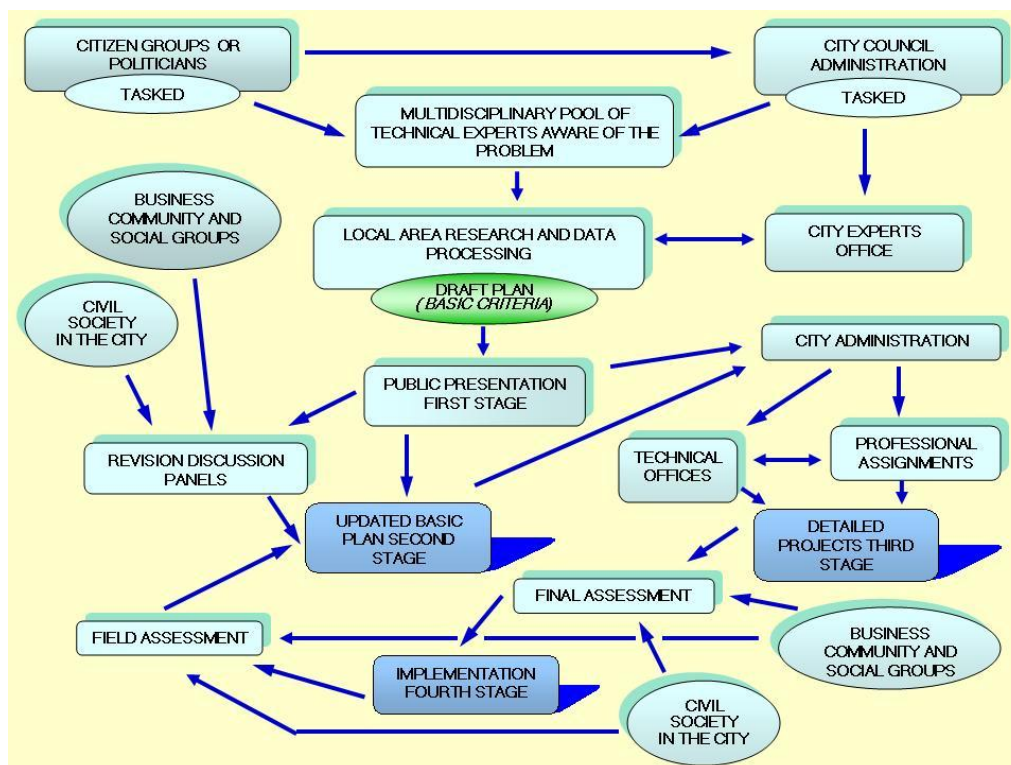 CITIZEN GROUPS OR
POLITICIANS
TASKED
CITY COUNCIL
ADMINISTRATION
TASKED
MULTIDISCIPLINARY POOL OF
TECHNICAL EXPERTS AWARE OF THE
PROBLEM
BUSINESS
COMMUNITY AND
SOCIAL GROUPS
LOCAL AREA RESEARCH AND DATA
PROCESSING
CITY EXPERTS
OFFICE
DRAFT PLAN
(BASIC CRITERIA)
CIVIL
SOCIETY
IN THE CITY
CITY ADMINISTRATION
PUBLIC PRESENTATION
FIRST STAGE
REVISION DISCUSSION
PANELS
TECHNICAL
OFFICES
PROFESSIONAL
ASSIGNMENTS
UPDATED BASIC
PLAN SECOND
STAGE
DETAILED
PROJECTS THIRD
STAGE
FINAL ASSESSMENT
FIELD ASSESSMENT
BUSINESS
COMMUNITY AND
SOCIAL GROUPS
IMPLEMENTATION
FOURTH STAGE
CIVIL
SOCIETY
IN THE CITY